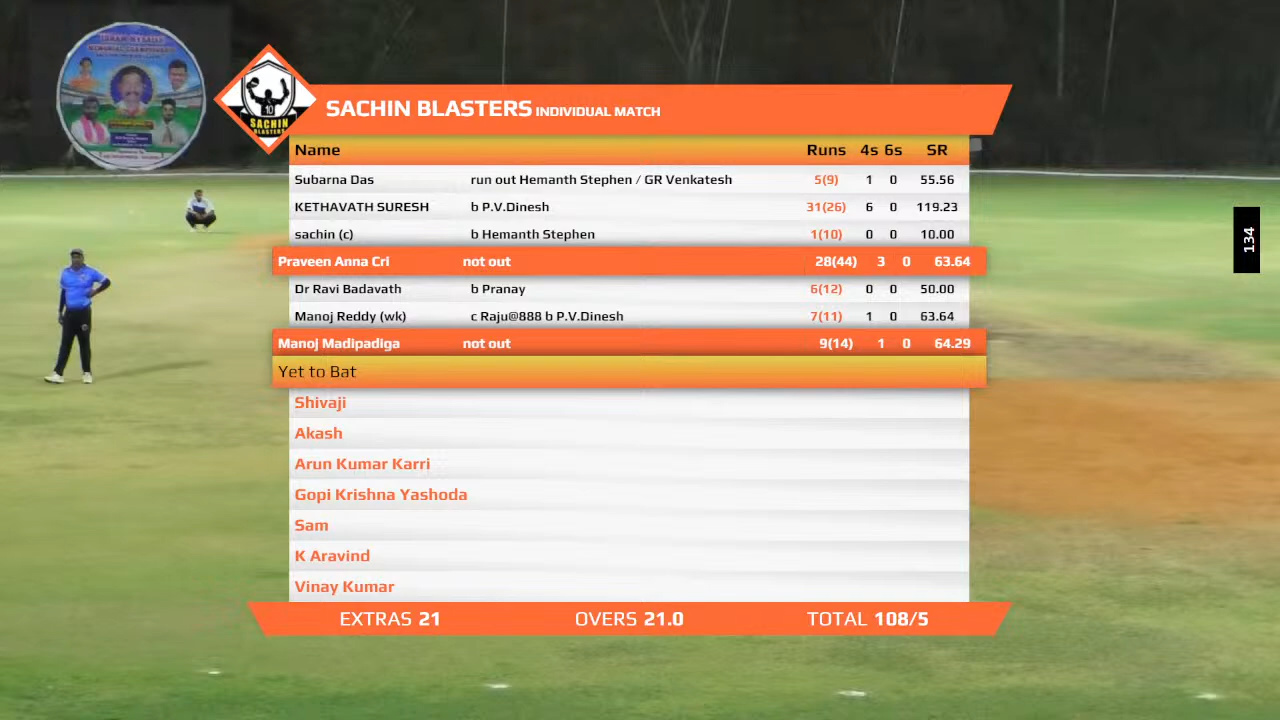 MEMORIAL CHAMPIONSHIP
10
SACHIN
BLASTERS
SACHIN BLASTERS INDIVIDUAL MATCH
Name Runs 4s 6s SR
Subarna Das run out Hemanth Stephen / GR Venkatesh 5(9) 1 0 55.56
KETHAVATH SURESH b P.V.Dinesh 31(26) 6 0 119.23
sachin (c) b Hemanth Stephen 1(10) 0 0 10.00
Praveen Anna Cri not out 28(44) 3 0 63.64
Dr Ravi Badavath b Pranay 6(12) 0 0 50.00
Manoj Reddy (wk) c Raju@888 b P.V.Dinesh 7(11) 1 0 63.64
Manoj Madipadiga not out 9(14) 1 0 64.29
Yet to Bat
Shivaji
Akash
Arun Kumar Karri
Gopi Krishna Yashoda
Sam
K Aravind
Vinay Kumar
EXTRAS 21 OVERS 21.0 TOTAL 108/5
134